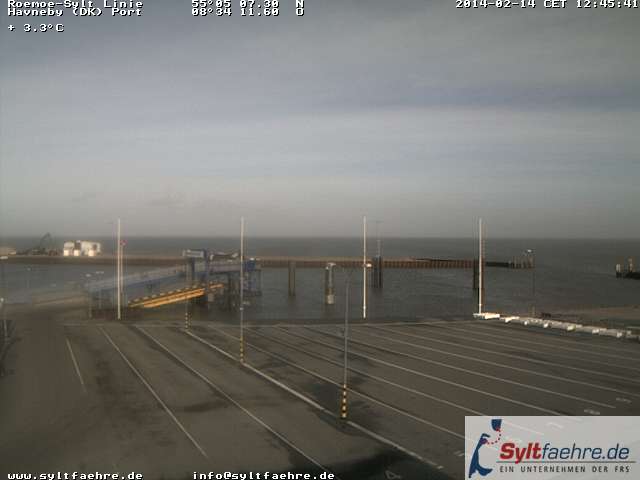 Roemoe-Sylt Linie 55°05 07.30 N 2014-02-14 CET 12:45:41
Havneby (DK) Port 08°34 11.60 O
+ 3.3°C
Syltfaehre.de
EIN UNTERNEHMEN DER FRS
www.syltfaehre.de info@syltfaehre.de